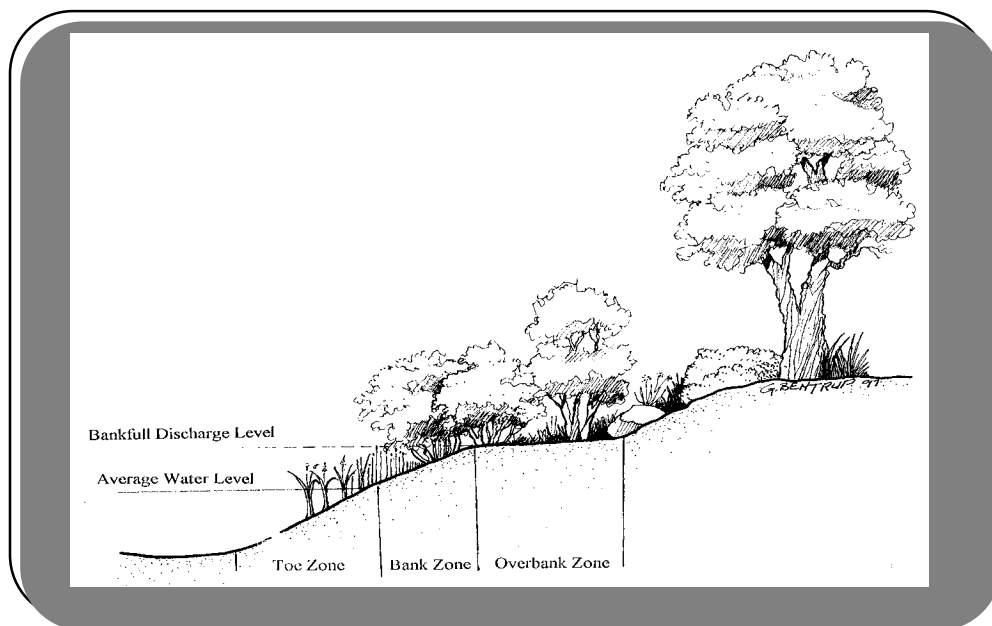 Bankfull Discharge Level
Average Water Level
G. BENTRUP 97
Toe Zone
Bank Zone
Overbank Zone